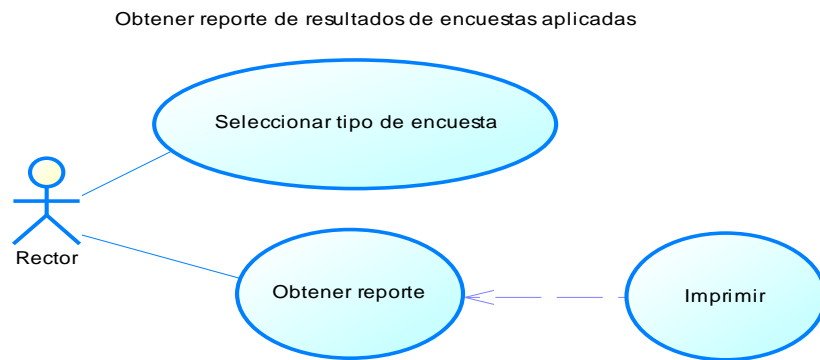 Obtener reporte de resultados de encuestas aplicadas
Seleccionar tipo de encuesta
Rector
Obtener reporte
Imprimir